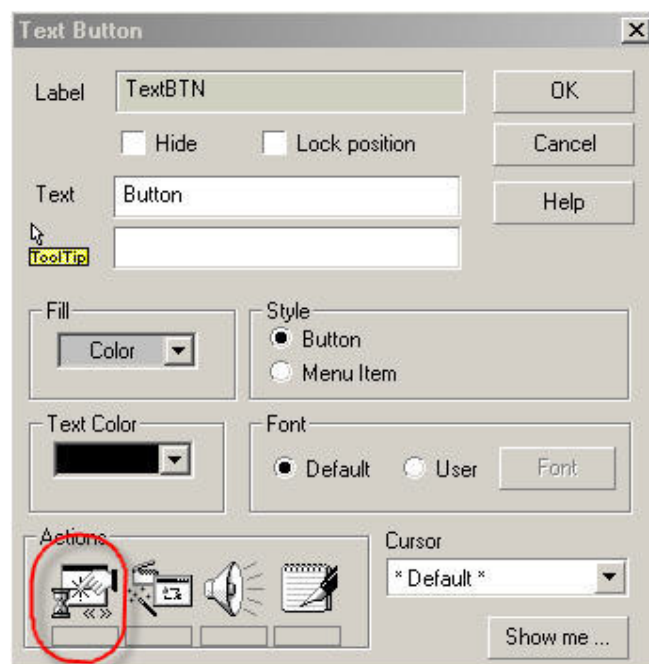 Text Button
Label TextBTN OK
Hide Lock position Cancel
Text Button Help
ToolTip
Fill Style
Color Button
Menu Item
Text Color Font
Default User Font
Actions Cursor
* Default *
Show me ...